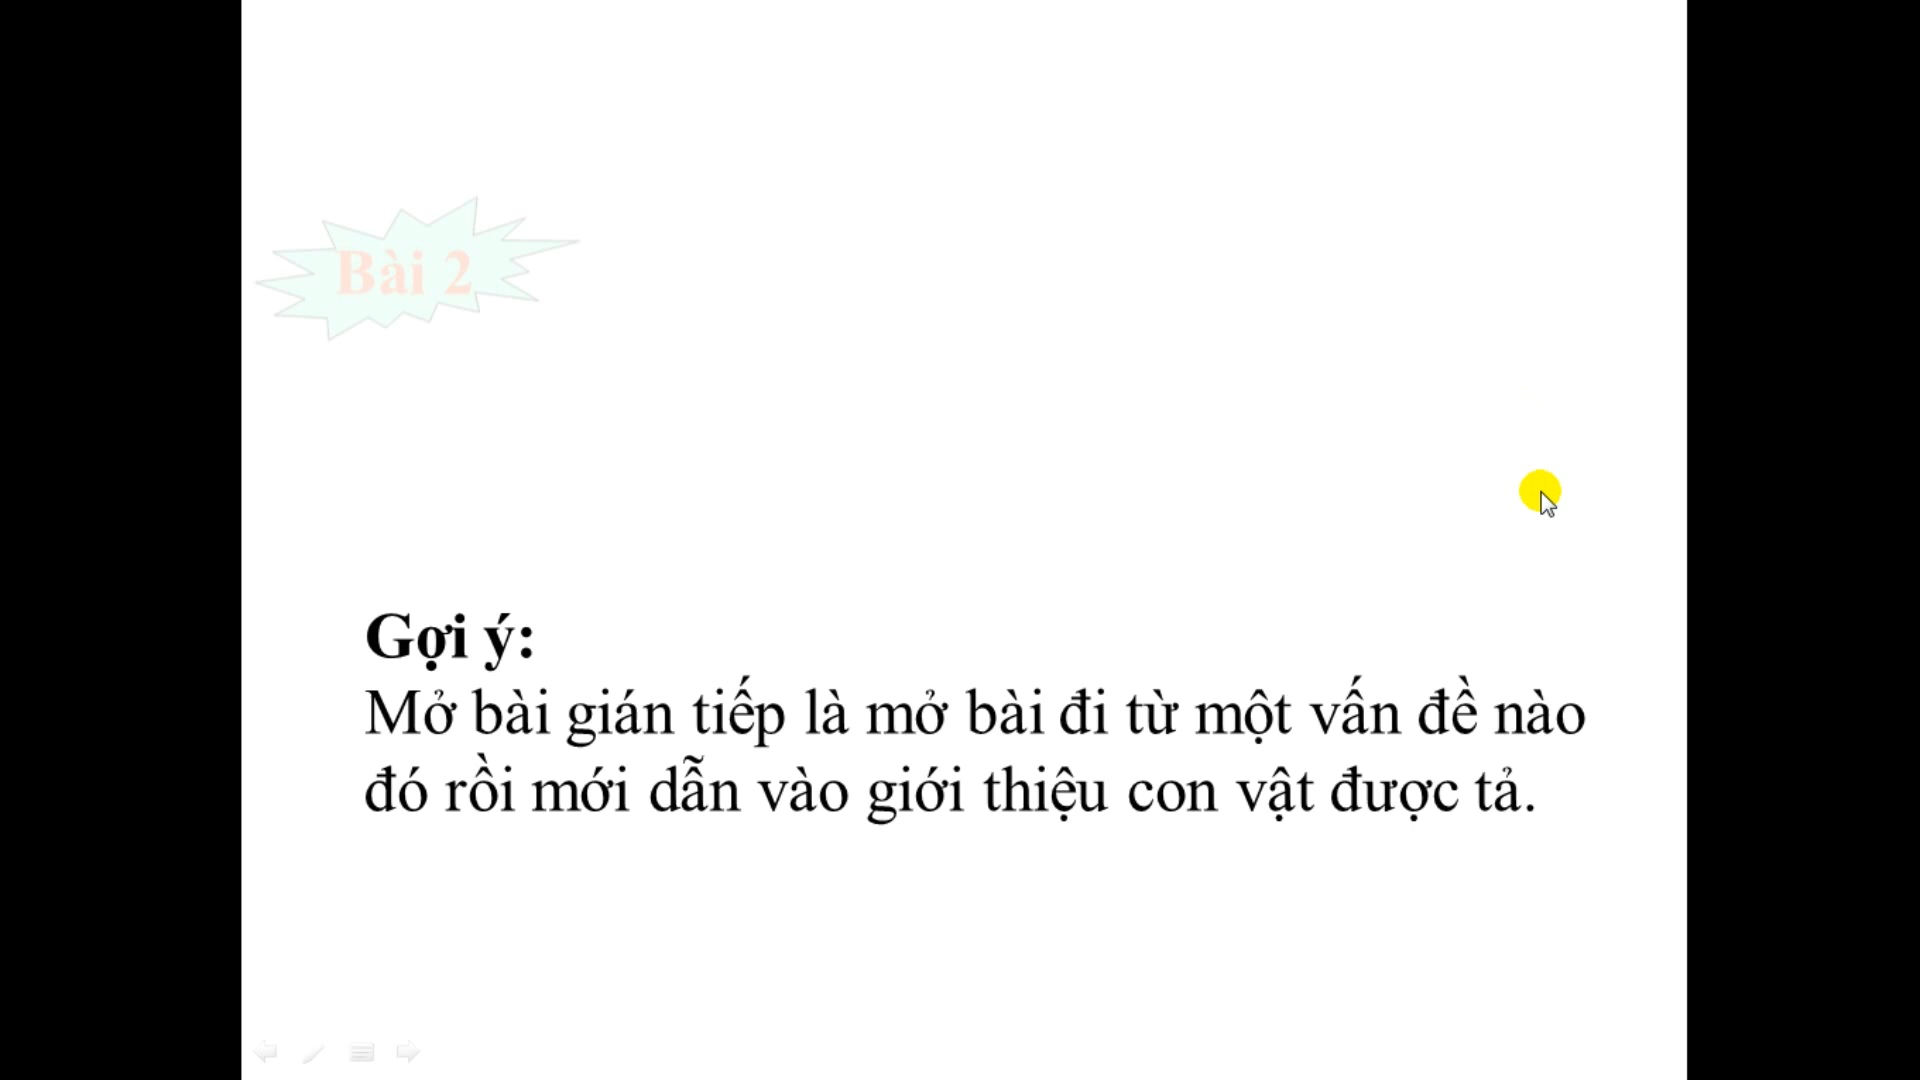 Bài 2
Gợi ý:
Mở bài gián tiếp là mở bài đi từ một vấn đề nào
đó rồi mới dẫn vào giới thiệu con vật được tả.